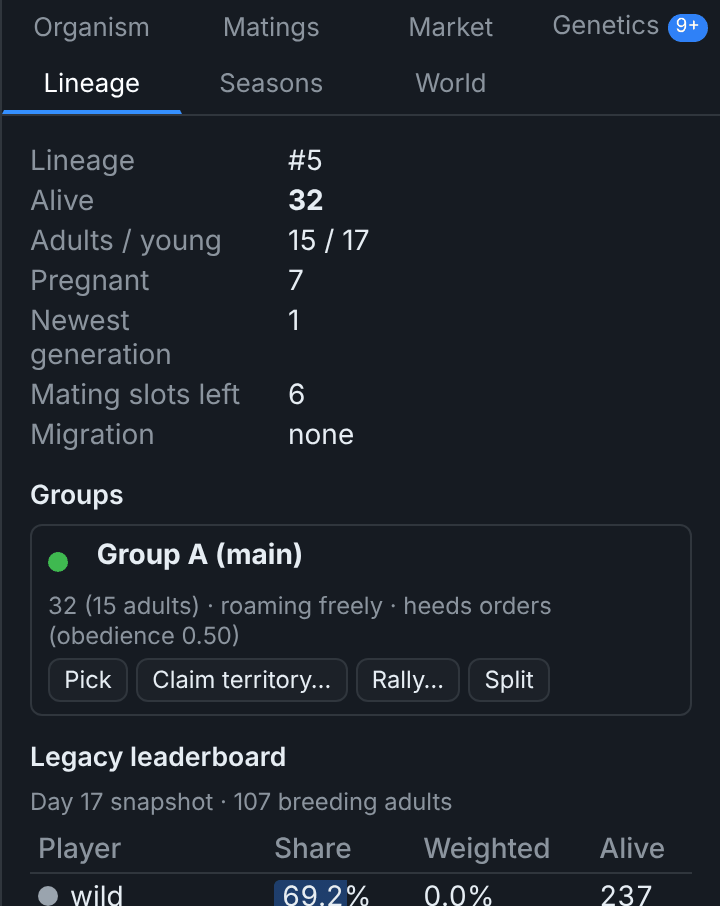 Organism Matings Market Genetics 9+
Lineage Seasons World
Lineage #5
Alive 32
Adults / young 15 / 17
Pregnant 7
Newest 1
generation
Mating slots left 6
Migration none
Groups
Group A (main)
32 (15 adults) · roaming freely · heeds orders
(obedience 0.50)
Pick Claim territory... Rally... Split
Legacy leaderboard
Day 17 snapshot · 107 breeding adults
Player Share Weighted Alive
wild 69.2% 0.0% 237